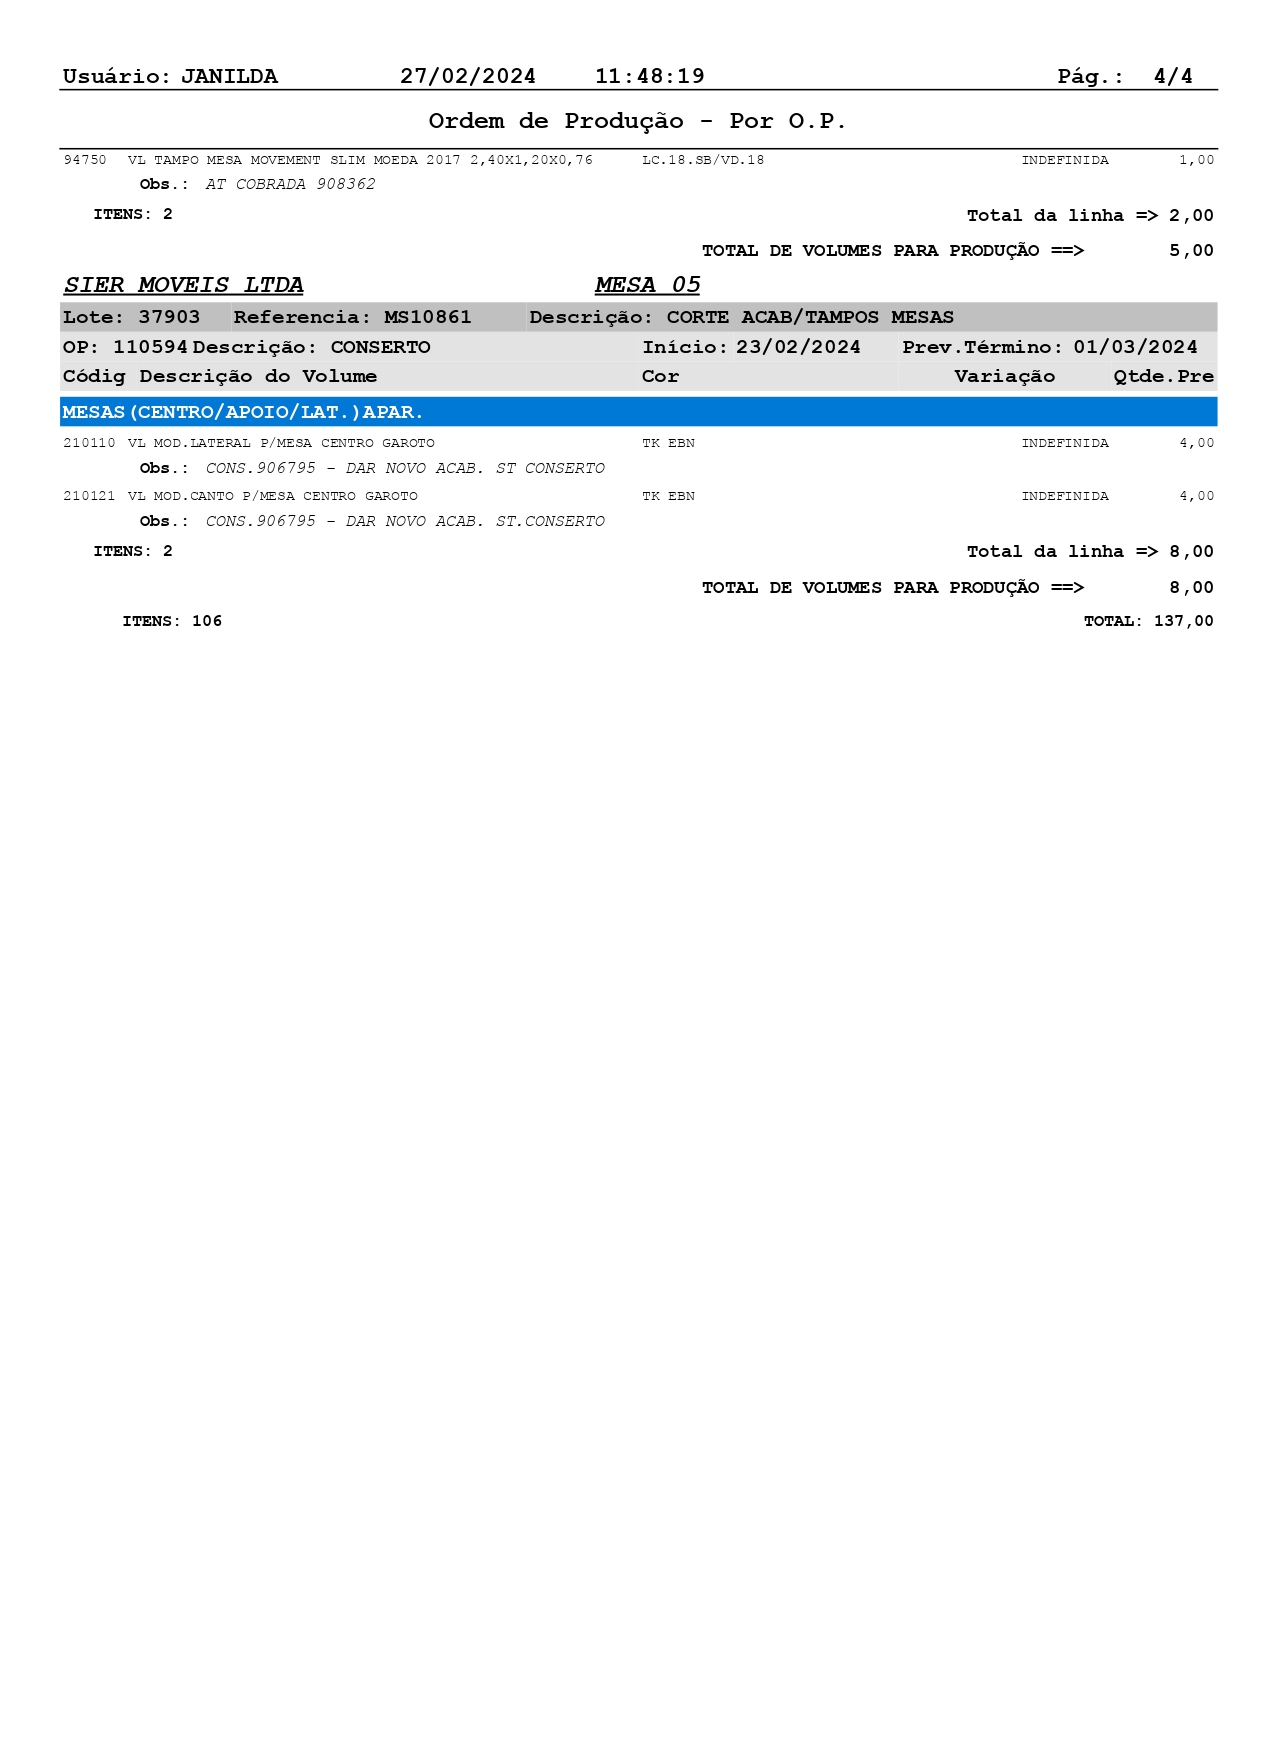 Usuário: JANILDA 27/02/2024 11:48:19 Pág.: 4/4
Ordem de Produção - Por O.P.
94750 VL TAMPO MESA MOVEMENT SLIM MOEDA 2017 2,40X1,20X0,76 LC.18.SB/VD.18 INDEFINIDA 1,00
Obs.: AT COBRADA 908362
ITENS: 2 Total da linha => 2,00
TOTAL DE VOLUMES PARA PRODUÇÃO ==> 5,00
SIER MOVEIS LTDA MESA 05
Lote: 37903 Referencia: MS10861 Descrição: CORTE ACAB/TAMPOS MESAS
OP: 110594 Descrição: CONSERTO Início: 23/02/2024 Prev.Término: 01/03/2024
Códig Descrição do Volume Cor Variação Qtde.Pre
MESAS(CENTRO/APOIO/LAT.)APAR.
210110 VL MOD.LATERAL P/MESA CENTRO GAROTO TK EBN INDEFINIDA 4,00
Obs.: CONS.906795 - DAR NOVO ACAB. ST CONSERTO
210121 VL MOD.CANTO P/MESA CENTRO GAROTO TK EBN INDEFINIDA 4,00
Obs.: CONS.906795 - DAR NOVO ACAB. ST.CONSERTO
ITENS: 2 Total da linha => 8,00
TOTAL DE VOLUMES PARA PRODUÇÃO ==> 8,00
ITENS: 106 TOTAL: 137,00